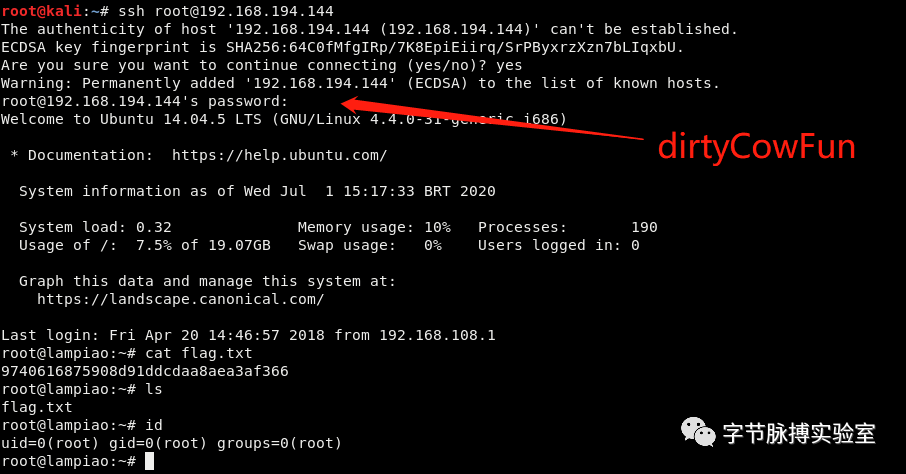 root@kali:~# ssh root@192.168.194.144
The authenticity of host '192.168.194.144 (192.168.194.144)' can't be established.
ECDSA key fingerprint is SHA256:64C0fMfgIRp/7K8EpiEiirq/SrPByxrzXzn7bLIqxbU.
Are you sure you want to continue connecting (yes/no)? yes
Warning: Permanently added '192.168.194.144' (ECDSA) to the list of known hosts.
root@192.168.194.144's password:
dirtyCowFun
Welcome to Ubuntu 14.04.5 LTS (GNU/Linux 4.4.0-31-generic i686)
* Documentation:  https://help.ubuntu.com/
System information as of Wed Jul  1 15:17:33 BRT 2020
System load: 0.32              Memory usage: 10%   Processes:       190
Usage of /:  7.5% of 19.07GB   Swap usage:   0%    Users logged in: 0
Graph this data and manage this system at:
https://landscape.canonical.com/
Last login: Fri Apr 20 14:46:57 2018 from 192.168.108.1
root@lampiao:~# cat flag.txt
9740616875908d91ddcdaa8aea3af366
root@lampiao:~# ls
flag.txt
root@lampiao:~# id
uid=0(root) gid=0(root) groups=0(root)
root@lampiao:~#
字节脉搏实验室